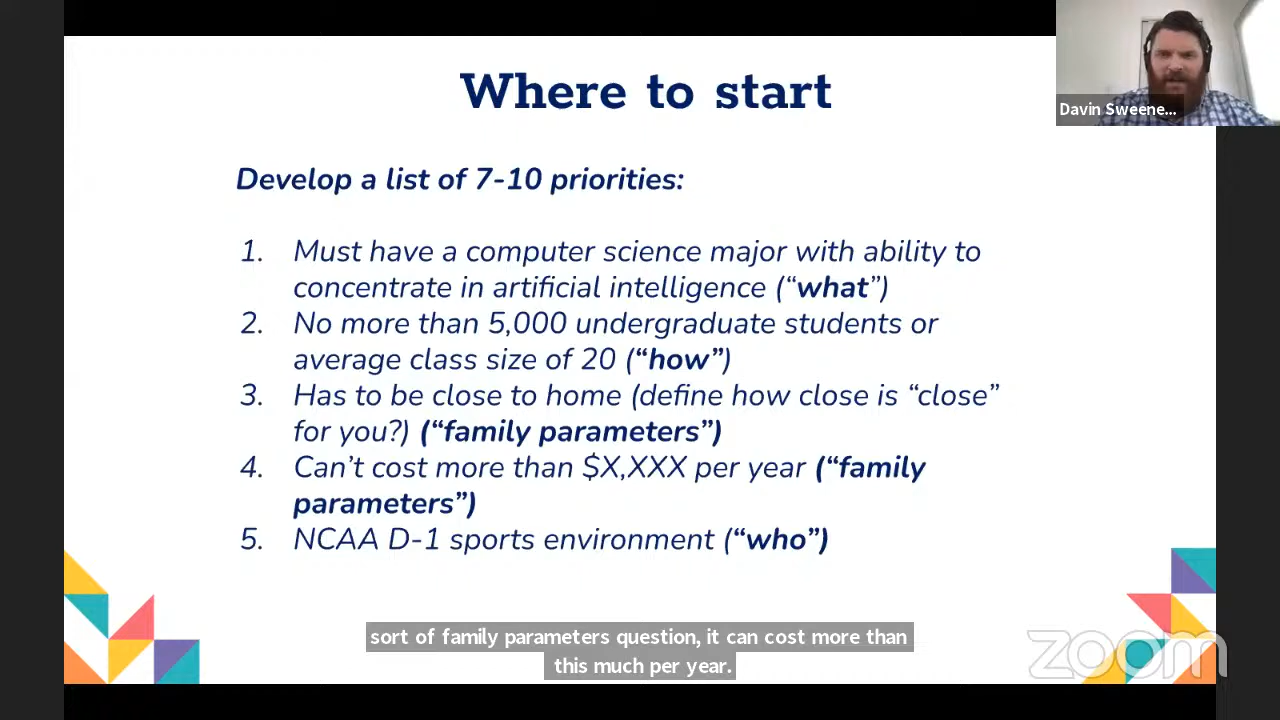 Where to start
Davin Sweene...
Develop a list of 7-10 priorities:
1. Must have a computer science major with ability to
concentrate in artificial intelligence (“what”)
2. No more than 5,000 undergraduate students or
average class size of 20 (“how”)
3. Has to be close to home (define how close is “close”
for you?) (“family parameters”)
4. Can’t cost more than $X,XXX per year (“family
parameters”)
5. NCAA D-1 sports environment (“who”)
sort of family parameters question, it can cost more than
this much per year.
zoom